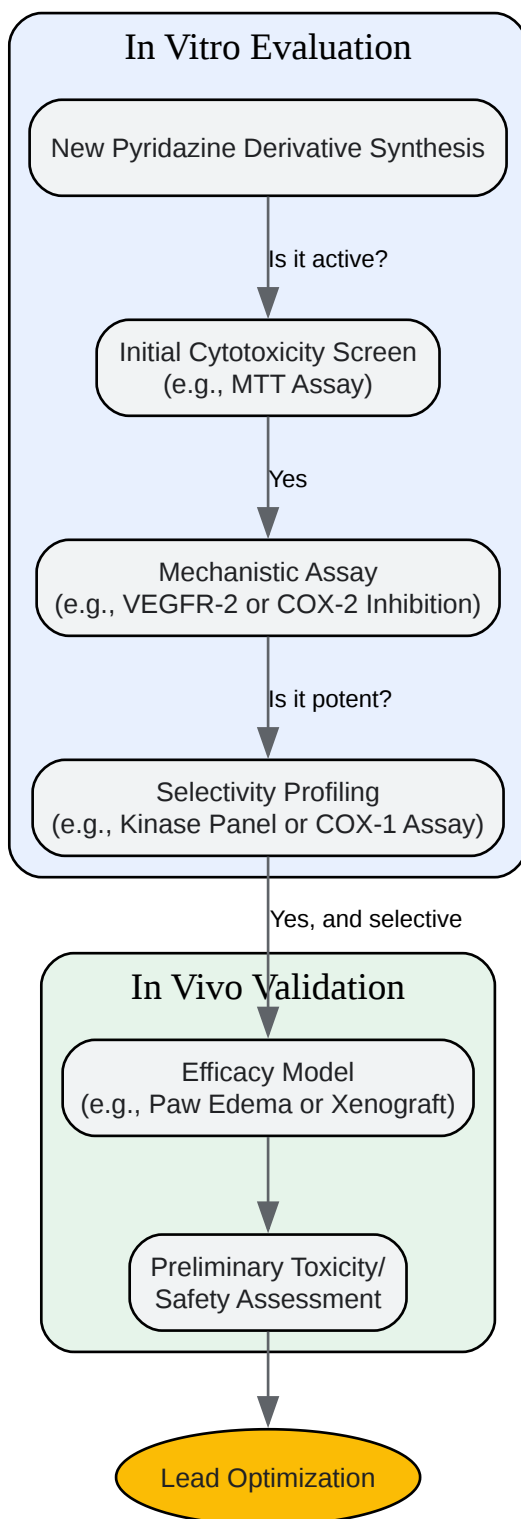 In Vitro Evaluation
New Pyridazine Derivative Synthesis
Is it active?
Initial Cytotoxicity Screen
(e.g., MTT Assay)
Yes
Mechanistic Assay
(e.g., VEGFR-2 or COX-2 Inhibition)
Is it potent?
Selectivity Profiling
(e.g., Kinase Panel or COX-1 Assay)
Yes, and selective
In Vivo Validation
Efficacy Model
(e.g., Paw Edema or Xenograft)
Preliminary Toxicity/
Safety Assessment
Lead Optimization